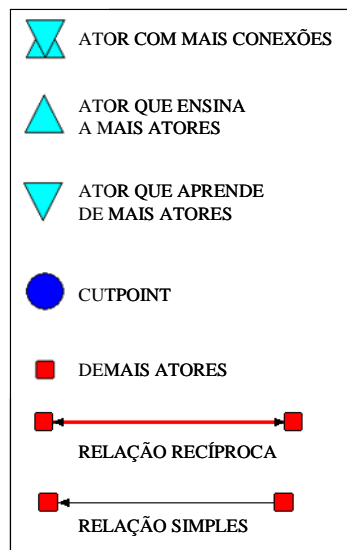 ATOR COM MAIS CONEXÕES
ATOR QUE ENSINA
A MAIS ATORES
ATOR QUE APRENDE
DE MAIS ATORES
CUTPOINT
DEMAIS ATORES
RELAÇÃO RECÍPROCA
RELAÇÃO SIMPLES